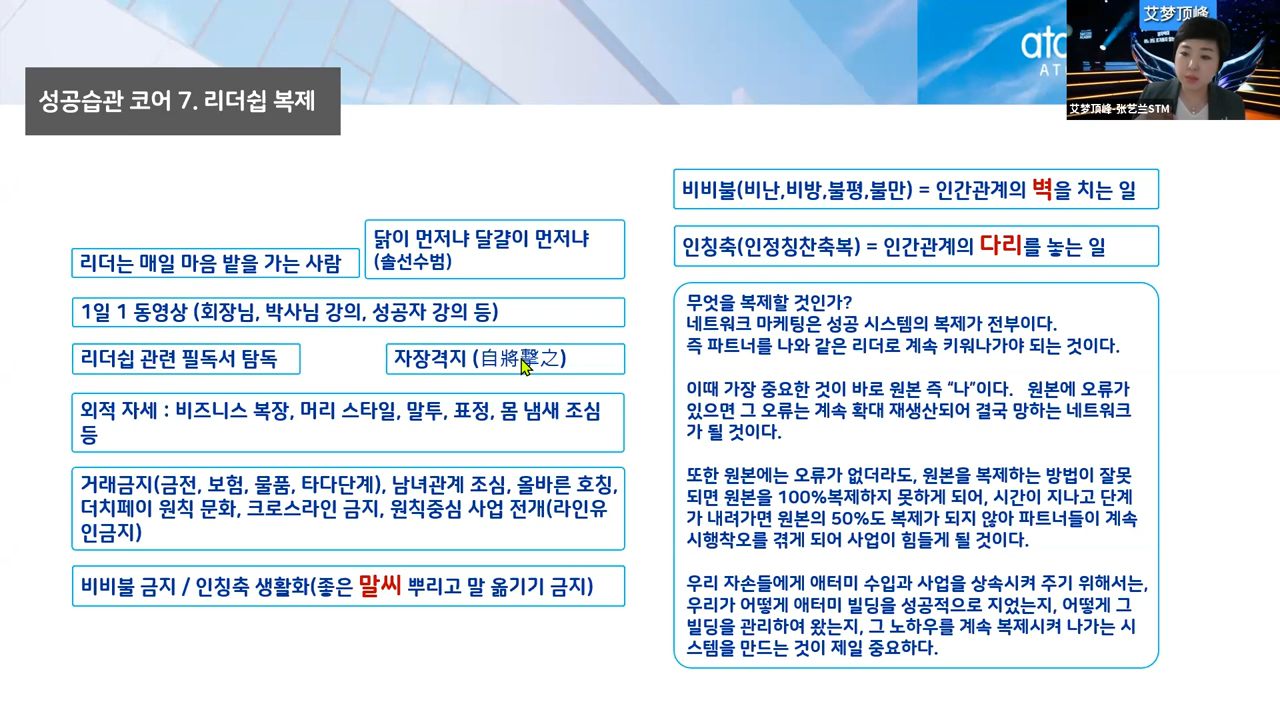 ato
AT
艾梦顶峰
艾梦顶峰-张艺兰STM
성공습관 코어 7. 리더쉽 복제
리더는 매일 마음 밭을 가는 사람
닭이 먼저냐 달걀이 먼저냐
(솔선수범)
1일 1 동영상 (회장님, 박사님 강의, 성공자 강의 등)
리더쉽 관련 필독서 탐독
자장격지 (自將擊之)
외적 자세 : 비즈니스 복장, 머리 스타일, 말투, 표정, 몸 냄새 조심
등
거래금지(금전, 보험, 물품, 타다단계), 남녀관계 조심, 올바른 호칭,
더치페이 원칙 문화, 크로스라인 금지, 원칙중심 사업 전개(라인유
인금지)
비비불 금지 / 인칭축 생활화(좋은 말씨 뿌리고 말 옮기기 금지)
비비불(비난,비방,불평,불만) = 인간관계의 벽을 치는 일
인칭축(인정칭찬축복) = 인간관계의 다리를 놓는 일
무엇을 복제할 것인가?
네트워크 마케팅은 성공 시스템의 복제가 전부이다.
즉 파트너를 나와 같은 리더로 계속 키워나가야 되는 것이다.
이때 가장 중요한 것이 바로 원본 즉 “나”이다. 원본에 오류가
있으면 그 오류는 계속 확대 재생산되어 결국 망하는 네트워크
가 될 것이다.
또한 원본에는 오류가 없더라도, 원본을 복제하는 방법이 잘못
되면 원본을 100%복제하지 못하게 되어, 시간이 지나고 단계
가 내려가면 원본의 50%도 복제가 되지 않아 파트너들이 계속
시행착오를 겪게 되어 사업이 힘들게 될 것이다.
우리 자손들에게 애터미 수입과 사업을 상속시켜 주기 위해서는,
우리가 어떻게 애터미 빌딩을 성공적으로 지었는지, 어떻게 그
빌딩을 관리하여 왔는지, 그 노하우를 계속 복제시켜 나가는 시
스템을 만드는 것이 제일 중요하다.